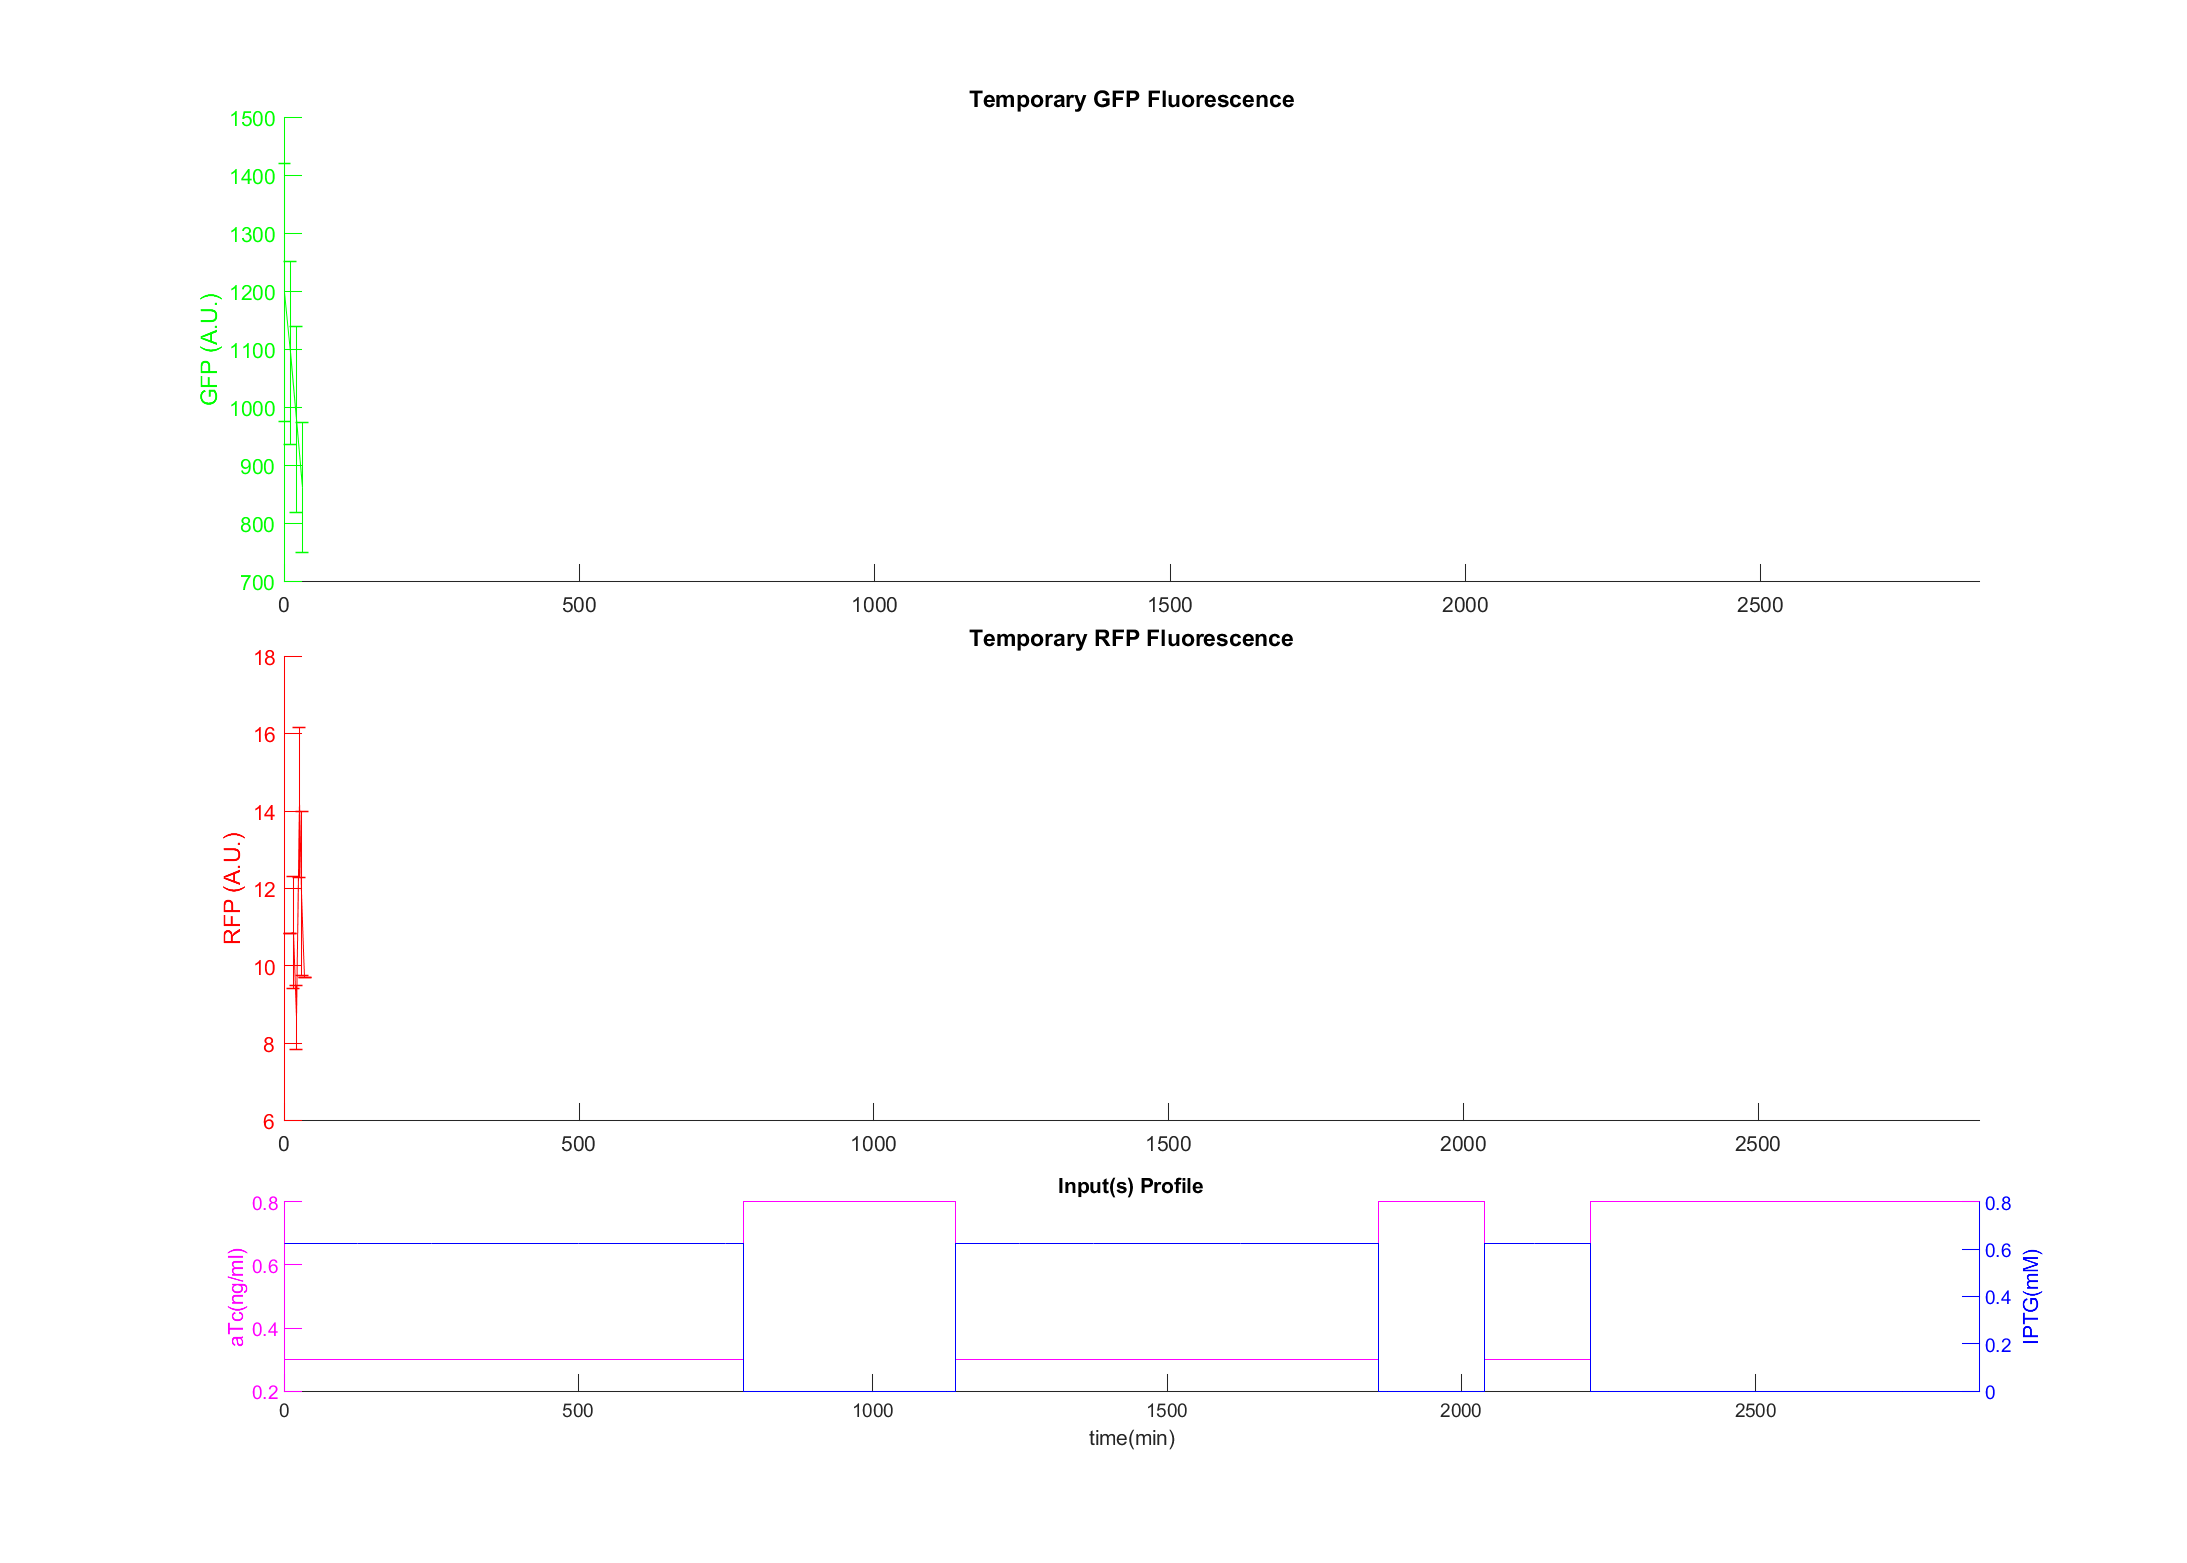 Temporary GFP Fluorescence
1500
1400
1300
1200
1100
1000
900
800
700
GFP (A.U.)
0 500 1000 1500 2000 2500
Temporary RFP Fluorescence
18
16
14
12
10
8
6
RFP (A.U.)
0 500 1000 1500 2000 2500
Input(s) Profile
0.8
0.6
0.4
0.2
aTc(ng/ml)
0.8
0.6
0.4
0.2
0
IPTG(mM)
0 500 1000 1500 2000 2500
time(min)